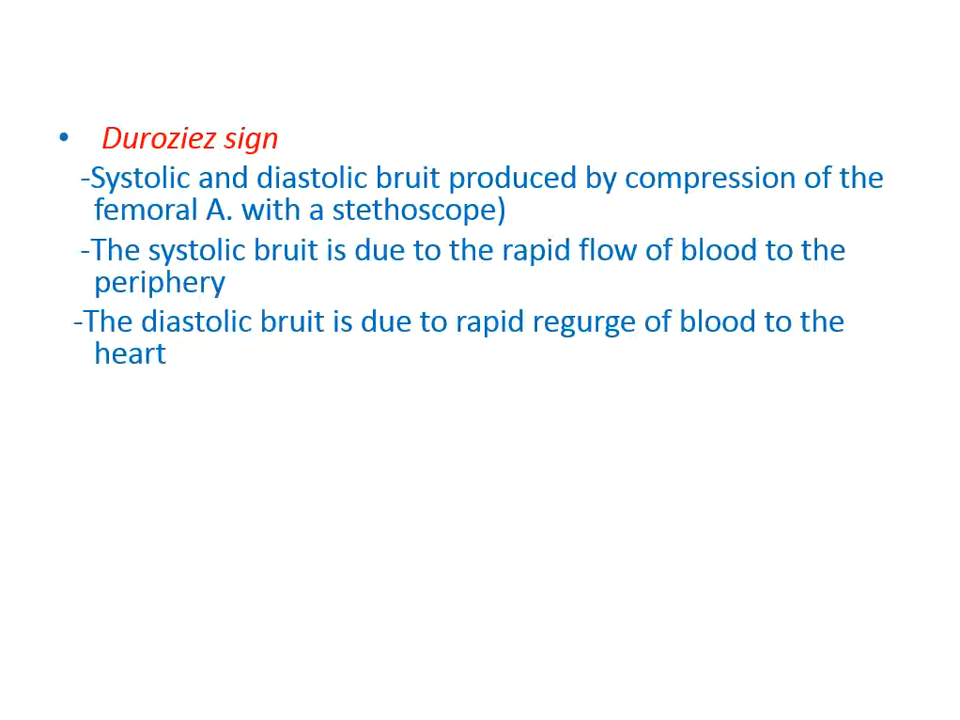 • Duroziez sign
-Systolic and diastolic bruit produced by compression of the
femoral A. with a stethoscope)
-The systolic bruit is due to the rapid flow of blood to the
periphery
-The diastolic bruit is due to rapid regurge of blood to the
heart